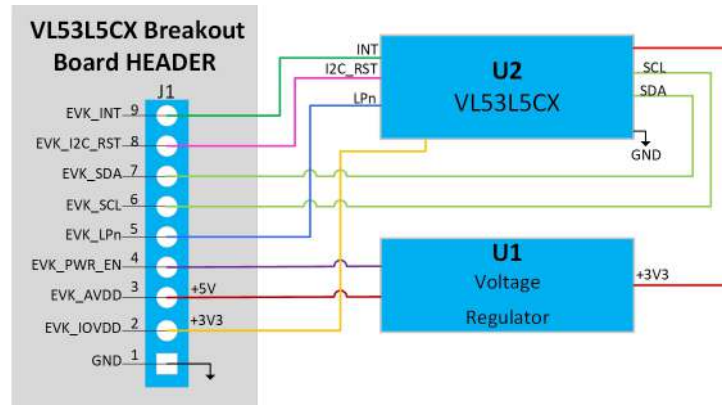 VL53L5CX Breakout
Board HEADER
J1
EVK_INT 9
EVK_I2C_RST 8
EVK_SDA 7
EVK_SCL 6
EVK_LPn 5
EVK_PWR_EN 4
EVK_AVDD 3 +5V
EVK_IOVDD 2 +3V3
GND 1
INT
I2C_RST
LPn
U2
VL53L5CX
SCL
SDA
GND
U1
Voltage
Regulator
+3V3